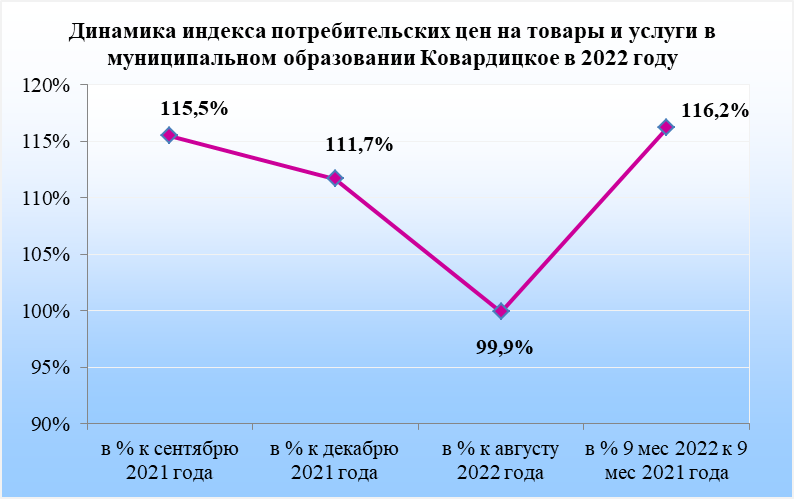 Динамика индекса потребительских цен на товары и услуги в
муниципальном образовании Ковардицкое в 2022 году
120%
115%
110%
105%
100%
95%
90%
115,5%
111,7%
99,9%
116,2%
в % к сентябрю
2021 года
в % к декабрю
2021 года
в % к августу
2022 года
в % 9 мес 2022 к 9
мес 2021 года